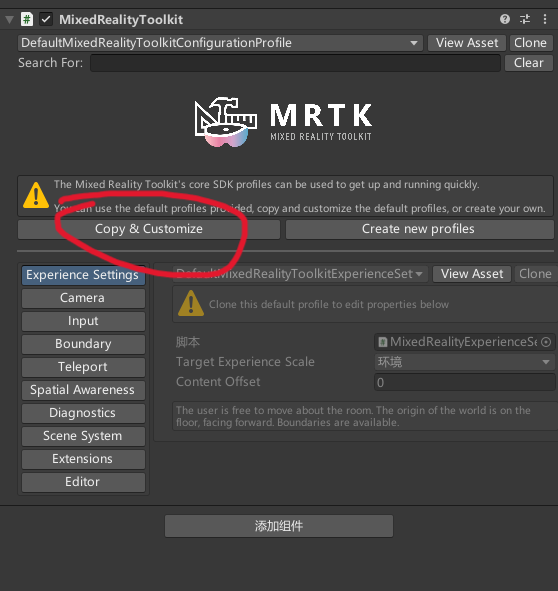 # MixedRealityToolkit
DefaultMixedRealityToolkitConfigurationProfile View Asset Clone
Search For: Clear
MRTK
MIXED REALITY TOOLKIT
The Mixed Reality Toolkit's core SDK profiles can be used to get up and running quickly.
You can use the default profiles provided, copy and customize the default profiles, or create your own.
Copy & Customize Create new profiles
Experience Settings
Camera
Input
Boundary
Teleport
Spatial Awareness
Diagnostics
Scene System
Extensions
Editor
DefaultMixedRealityToolkitExperienceSet View Asset Clone
Clone this default profile to edit properties below
脚本 # MixedRealityExperienceSe
Target Experience Scale 环境
Content Offset 0
The user is free to move about the room. The origin of the world is on the
floor, facing forward. Boundaries are available.
添加组件